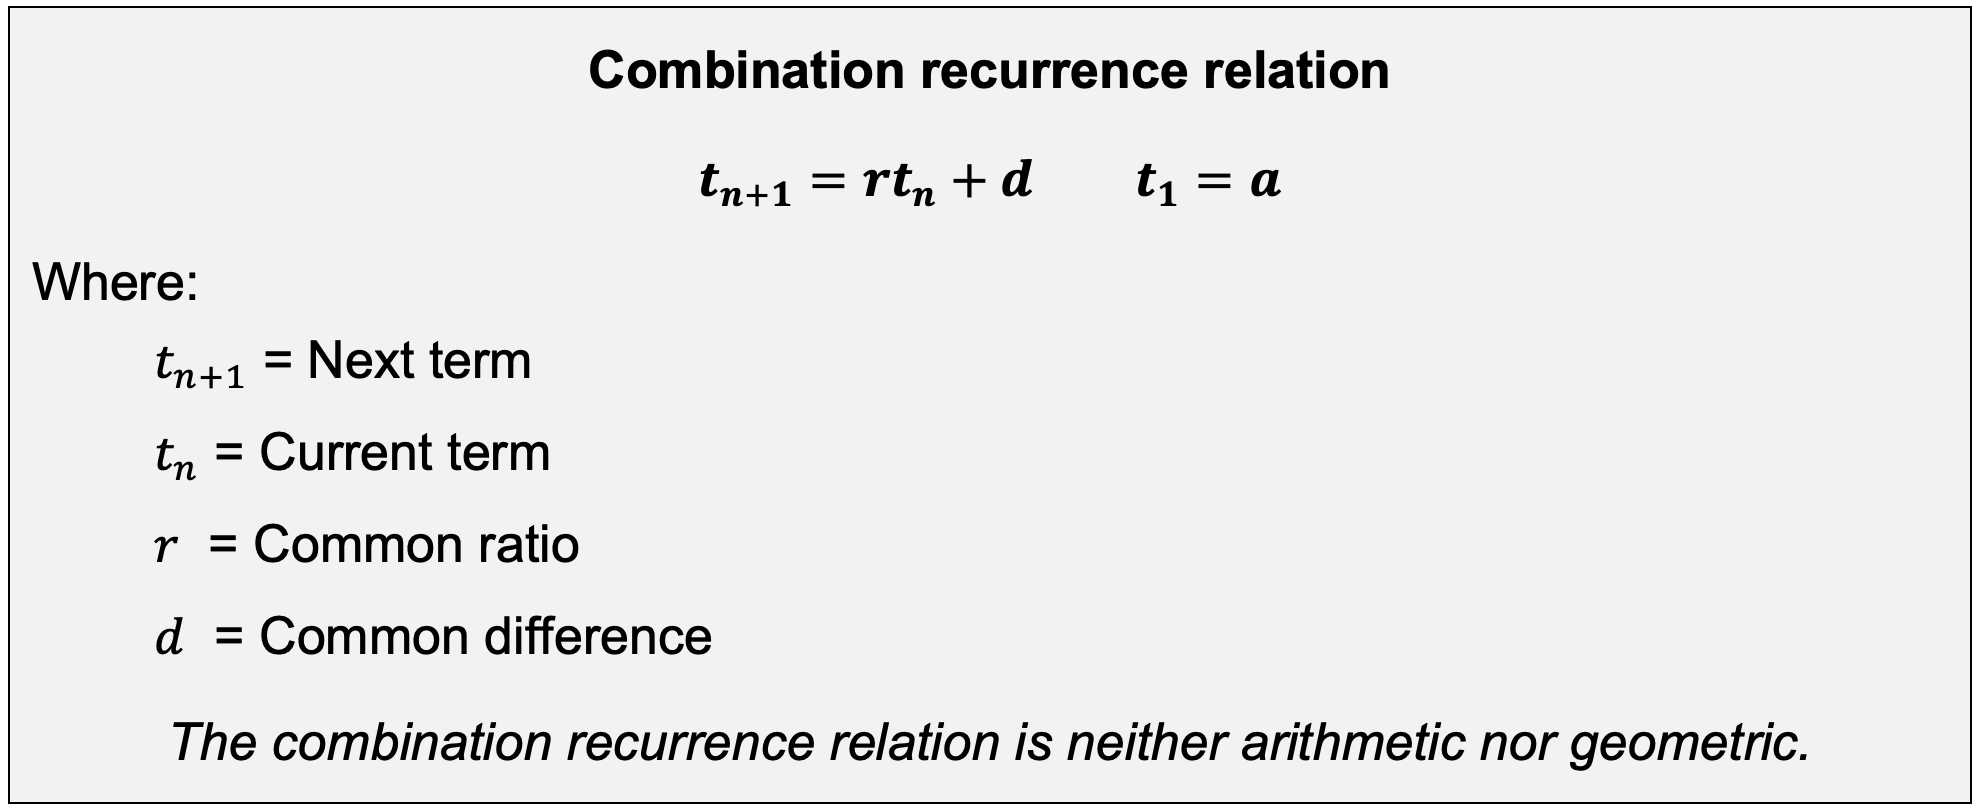 Combination recurrence relation
tₙ₊₁ = rtₙ + d t₁ = a
Where:
tₙ₊₁ = Next term
tₙ = Current term
r = Common ratio
d = Common difference
The combination recurrence relation is neither arithmetic nor geometric.